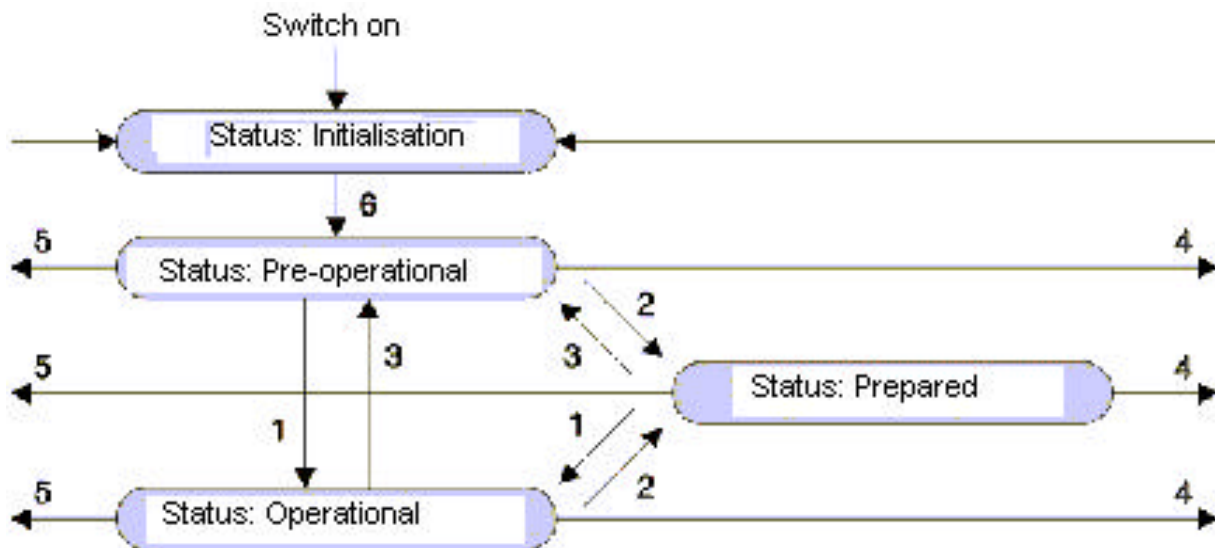 Switch on
Status: Initialisation
6
5
4
Status: Pre-operational
2
3
3
5
4
Status: Prepared
1
1
2
5
4
Status: Operational